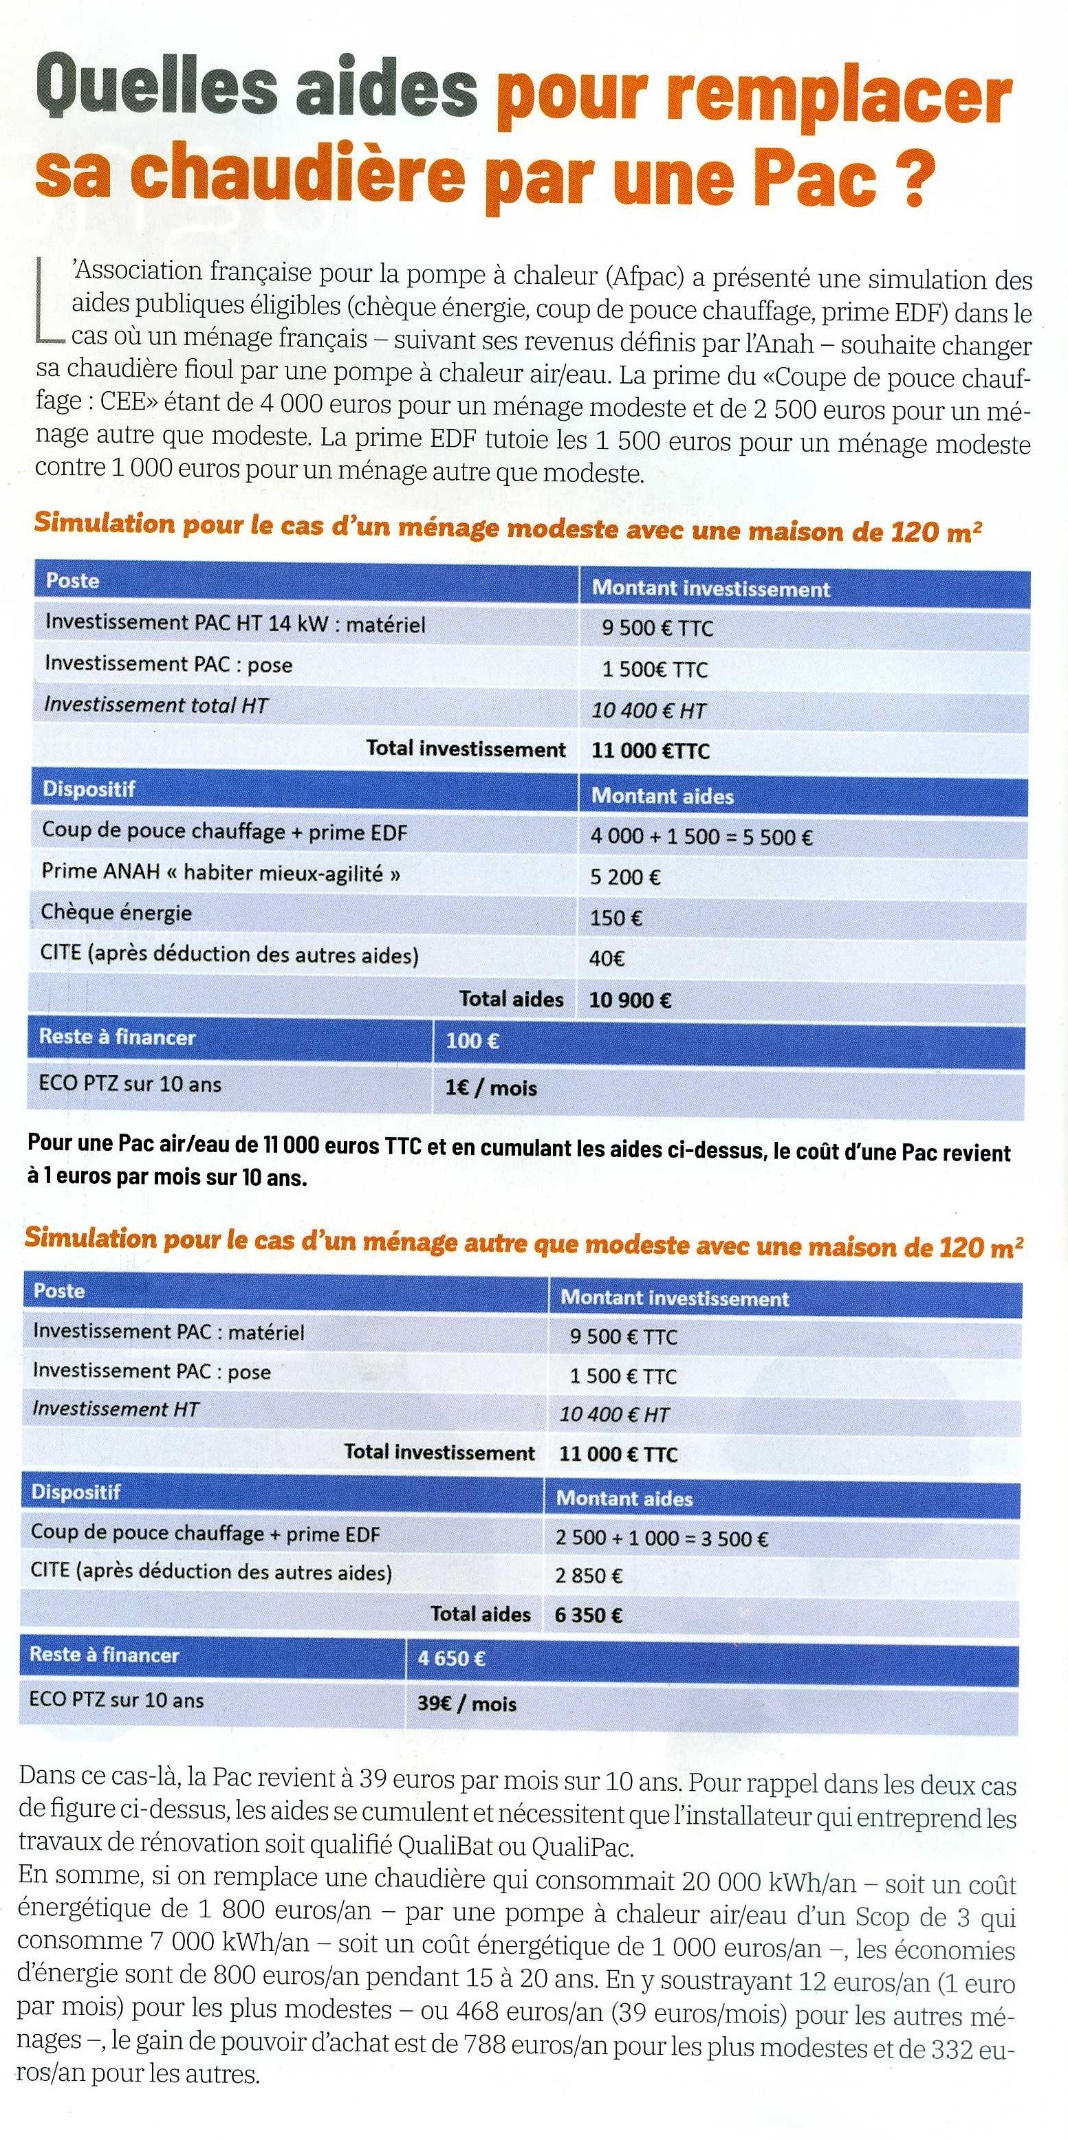 Quelles aides pour remplacer
sa chaudière par une Pac ?
L'Association française pour la pompe à chaleur (Afpac) a présenté une simulation des
aides publiques éligibles (chèque énergie, coup de pouce chauffage, prime EDF) dans le
cas où un ménage français – suivant ses revenus définis par l'Anah – souhaite changer
sa chaudière fioul par une pompe à chaleur air/eau. La prime du «Coupe de pouce chauf-
fage : CEE» étant de 4 000 euros pour un ménage modeste et de 2 500 euros pour un mé-
nage autre que modeste. La prime EDF tutoie les 1 500 euros pour un ménage modeste
contre 1 000 euros pour un ménage autre que modeste.
Simulation pour le cas d'un ménage modeste avec une maison de 120 m²
Poste Montant investissement
Investissement PAC HT 14 kW : matériel 9 500 € TTC
Investissement PAC : pose 1 500€ TTC
Investissement total HT 10 400 € HT
Total investissement 11 000 €TTC
Dispositif Montant aides
Coup de pouce chauffage + prime EDF 4 000 + 1 500 = 5 500 €
Prime ANAH « habiter mieux-agilité » 5 200 €
Chèque énergie 150 €
CITE (après déduction des autres aides) 40€
Total aides 10 900 €
Reste à financer 100 €
ECO PTZ sur 10 ans 1€ / mois
Pour une Pac air/eau de 11 000 euros TTC et en cumulant les aides ci-dessus, le coût d'une Pac revient
à 1 euros par mois sur 10 ans.
Simulation pour le cas d'un ménage autre que modeste avec une maison de 120 m²
Poste Montant investissement
Investissement PAC : matériel 9 500 € TTC
Investissement PAC : pose 1 500 € TTC
Investissement HT 10 400 € HT
Total investissement 11 000 € TTC
Dispositif Montant aides
Coup de pouce chauffage + prime EDF 2 500 + 1 000 = 3 500 €
CITE (après déduction des autres aides) 2 850 €
Total aides 6 350 €
Reste à financer 4 650 €
ECO PTZ sur 10 ans 39€ / mois
Dans ce cas-là, la Pac revient à 39 euros par mois sur 10 ans. Pour rappel dans les deux cas
de figure ci-dessus, les aides se cumulent et nécessitent que l'installateur qui entreprend les
travaux de rénovation soit qualifié QualiBat ou QualiPac.
En somme, si on remplace une chaudière qui consommait 20 000 kWh/an – soit un coût
énergétique de 1 800 euros/an – par une pompe à chaleur air/eau d'un Scop de 3 qui
consomme 7 000 kWh/an – soit un coût énergétique de 1 000 euros/an –, les économies
d'énergie sont de 800 euros/an pendant 15 à 20 ans. En y soustrayant 12 euros/an (1 euro
par mois) pour les plus modestes – ou 468 euros/an (39 euros/mois) pour les autres mé-
nages –, le gain de pouvoir d'achat est de 788 euros/an pour les plus modestes et de 332 eu-
ros/an pour les autres.